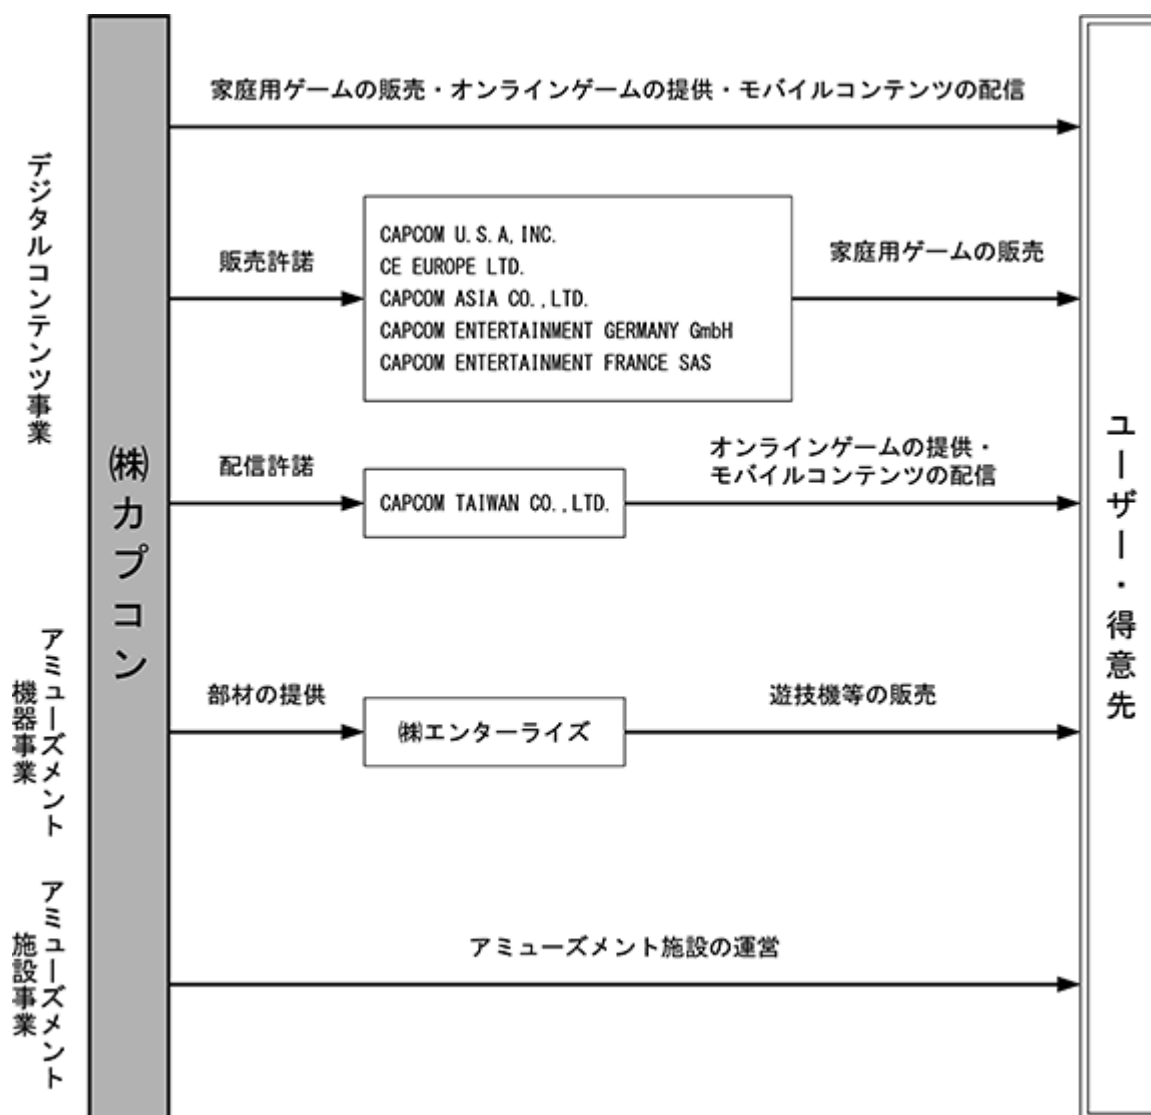 家庭用ゲームの販売・オンラインゲームの提供・モバイルコンテンツの配信
デジタルコンテンツ事業
販売許諾
CAPCOM U.S.A,INC.
CE EUROPE LTD.
CAPCOM ASIA CO.,LTD.
CAPCOM ENTERTAINMENT GERMANY GmbH
CAPCOM ENTERTAINMENT FRANCE SAS
家庭用ゲームの販売
㈱カプコン
配信許諾
CAPCOM TAIWAN CO.,LTD.
オンラインゲームの提供・
モバイルコンテンツの配信
ユーザー・得意先
アミューズメント
機器事業
部材の提供
㈱エンターライズ
遊技機等の販売
アミューズメント
施設事業
アミューズメント施設の運営